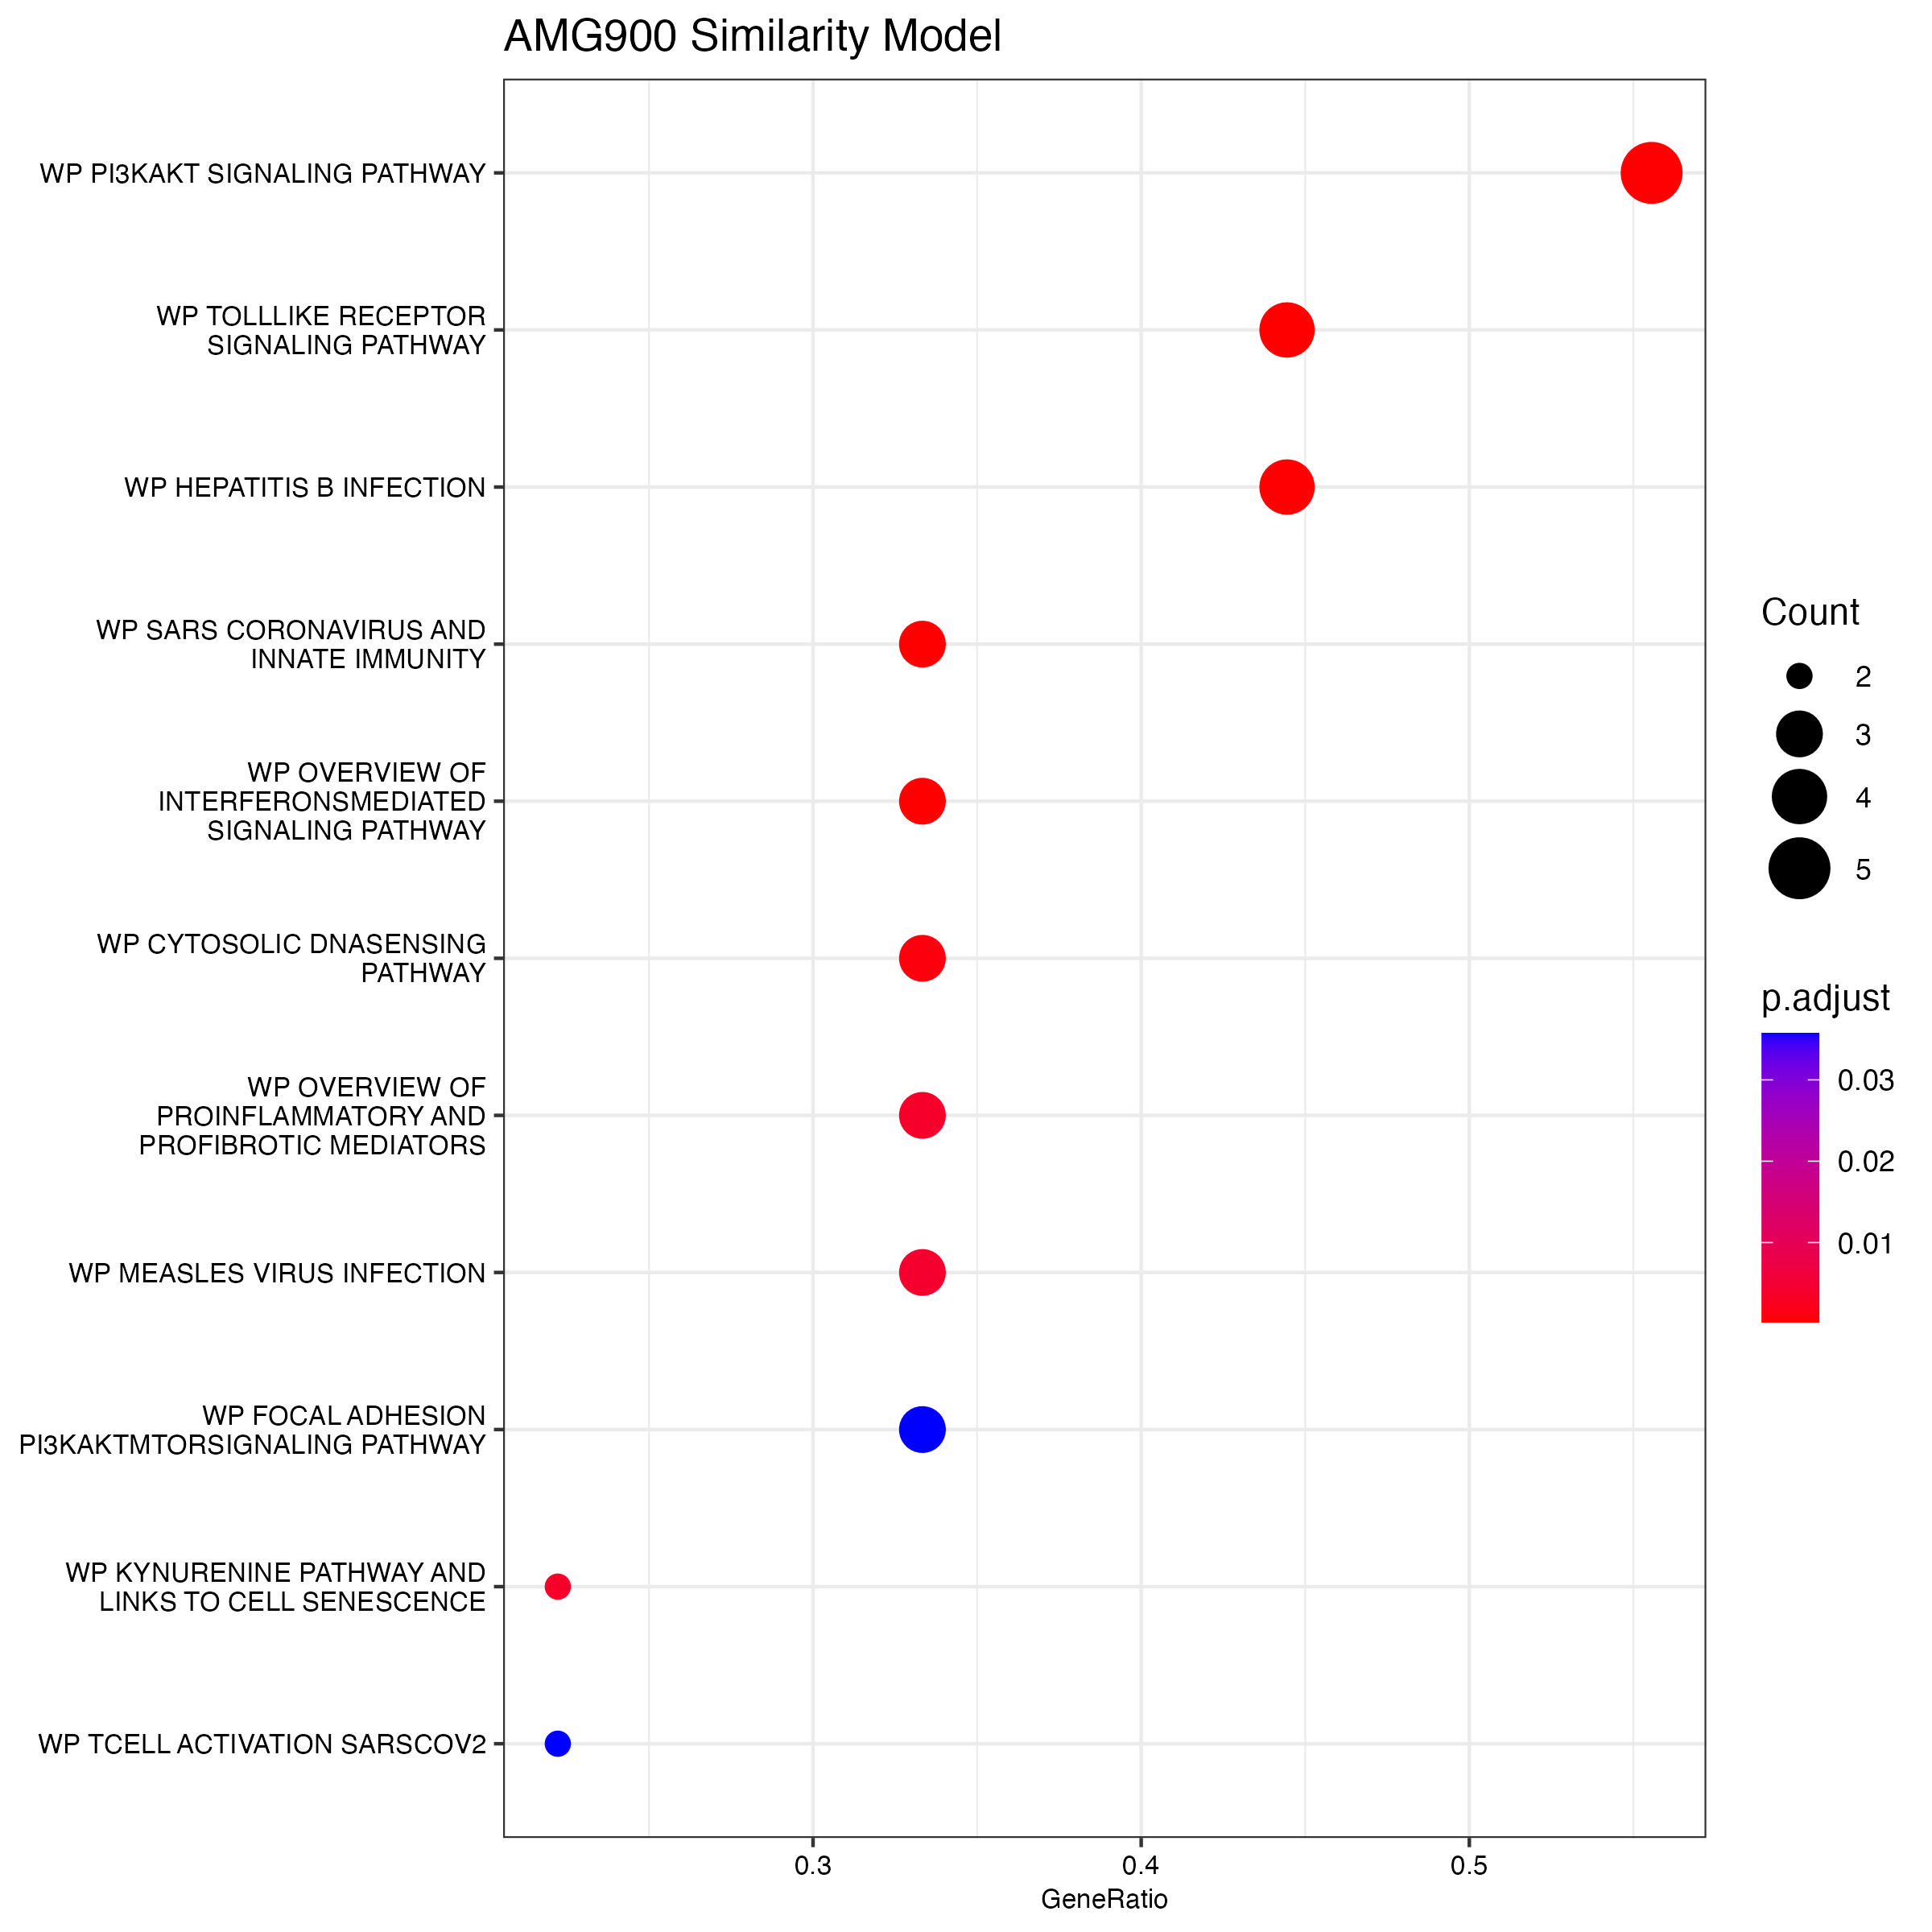 AMG900 Similarity Model
WP PI3KAKT SIGNALING PATHWAY
WP TOLLLIKE RECEPTOR
SIGNALING PATHWAY
WP HEPATITIS B INFECTION
WP SARS CORONAVIRUS AND
INNATE IMMUNITY
WP OVERVIEW OF
INTERFERONSMEDIATED
SIGNALING PATHWAY
WP CYTOSOLIC DNASENSING
PATHWAY
WP OVERVIEW OF
PROINFLAMMATORY AND
PROFIBROTIC MEDIATORS
WP MEASLES VIRUS INFECTION
WP FOCAL ADHESION
PI3KAKTMTORSIGNALING PATHWAY
WP KYNURENINE PATHWAY AND
LINKS TO CELL SENESCENCE
WP TCELL ACTIVATION SARSCOV2
0.3 0.4 0.5
GeneRatio
Count
2
3
4
5
p.adjust
0.03
0.02
0.01